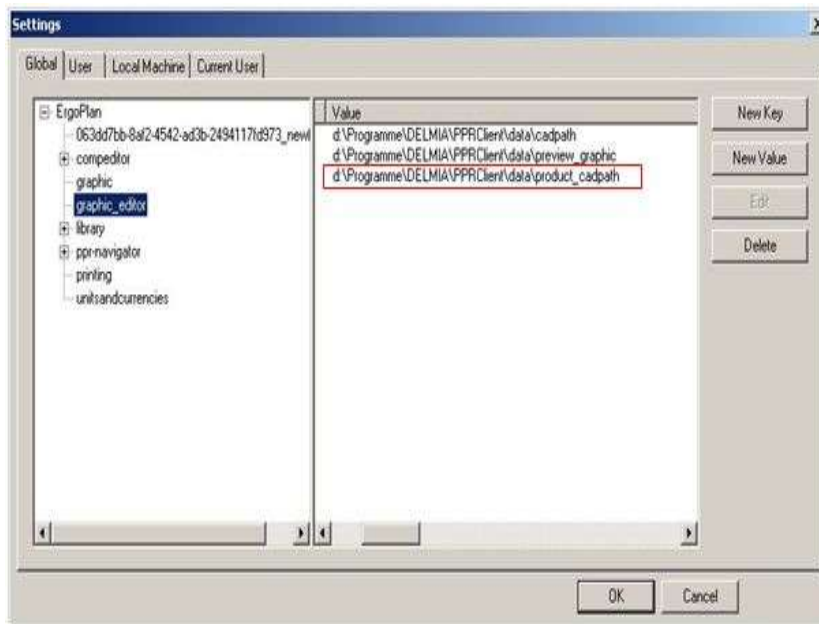 Settings
Global
User
Local Machine
Current User
ErgoPlan
063dd7bb-8af2-4542-ad3b-2494117fd973_newl
compeditor
graphic
graphic_editor
library
ppr-navigator
printing
unitsandcurrencies
Value
d:\Programme\DELMIA\PPRClient\data\cadpath
d:\Programme\DELMIA\PPRClient\data\preview_graphic
d:\Programme\DELMIA\PPRClient\data\product_cadpath
New Key
New Value
Edit
Delete
OK
Cancel